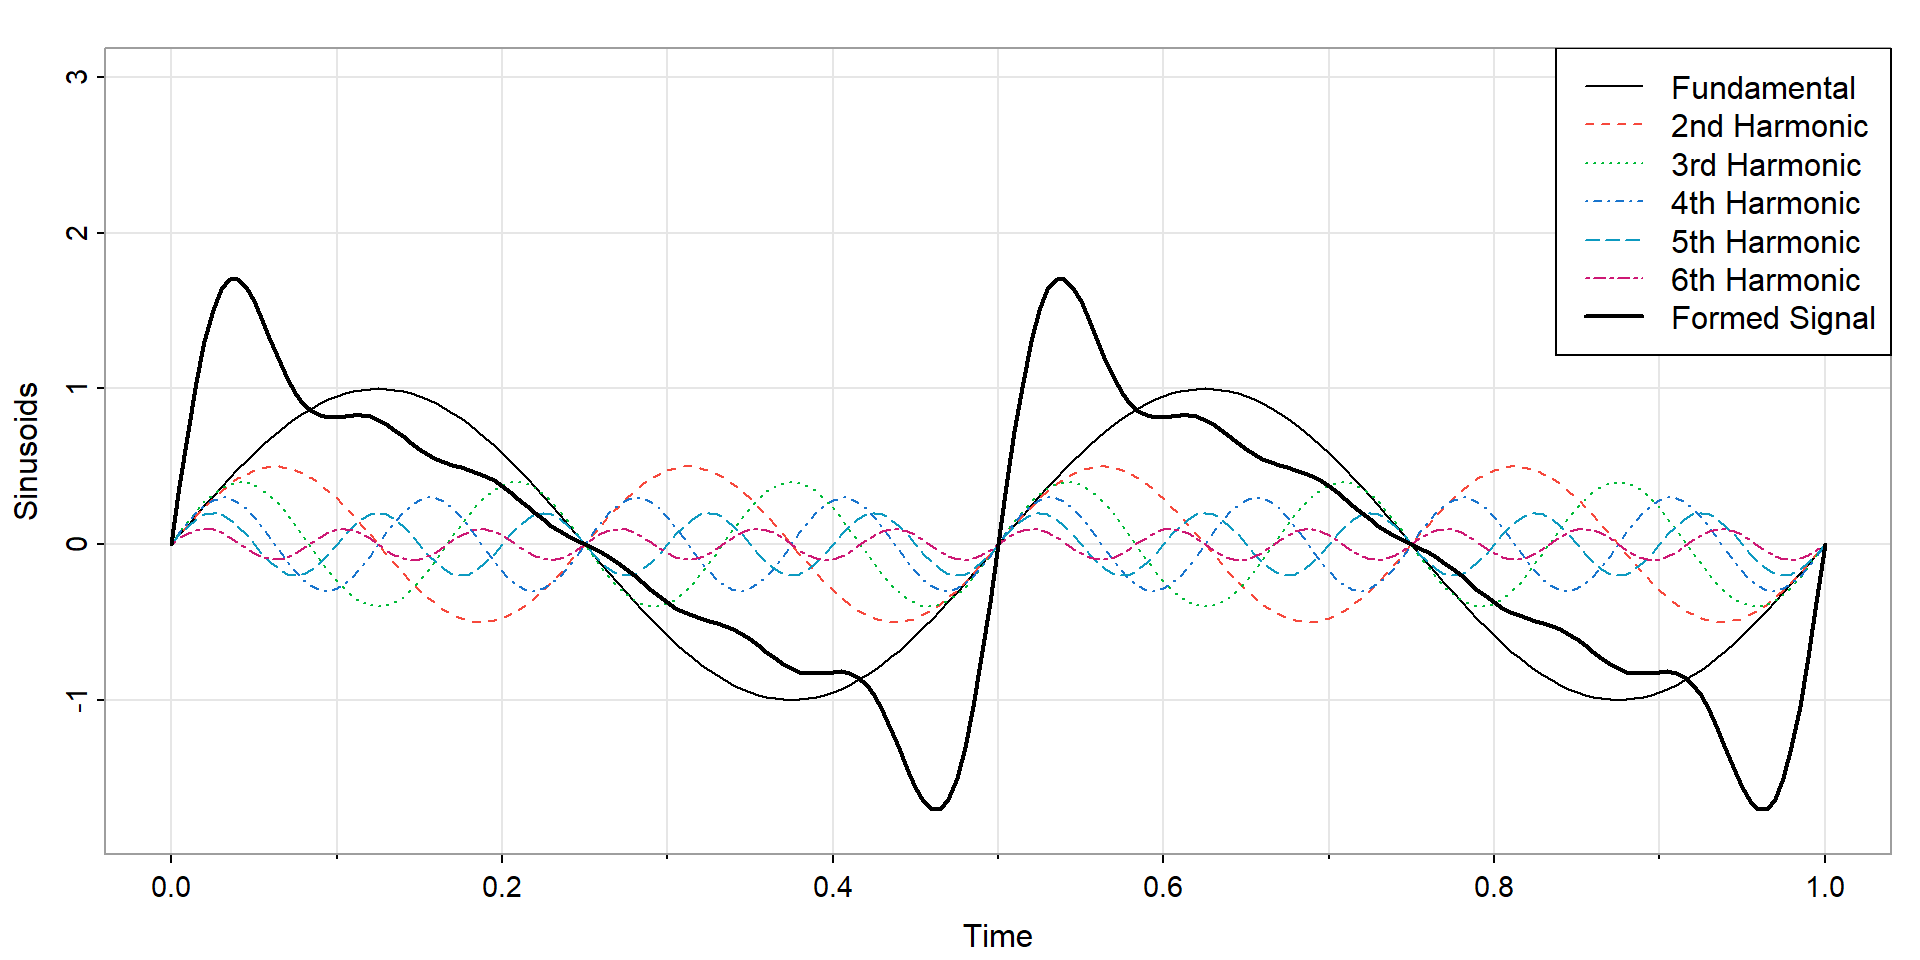 3
2
1
0
-1
Sinusoids
Fundamental
2nd Harmonic
3rd Harmonic
4th Harmonic
5th Harmonic
6th Harmonic
Formed Signal
0.0 0.2 0.4 0.6 0.8 1.0
Time